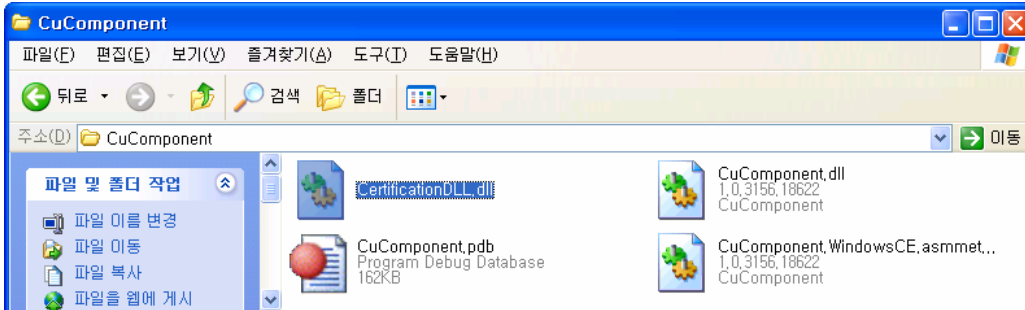 CuComponent
파일(F) 편집(E) 보기(V) 즐겨찾기(A) 도구(T) 도움말(H)
뒤로 검색 폴더
주소(D) CuComponent 이동
파일 및 폴더 작업
파일 이름 변경
파일 이동
파일 복사
파일을 웹에 게시
CertificationDLL.dll
CuComponent.dll
1.0.3156.18622
CuComponent
CuComponent.pdb
Program Debug Database
162KB
CuComponent.WindowsCE.asmmet...
1.0.3156.18622
CuComponent